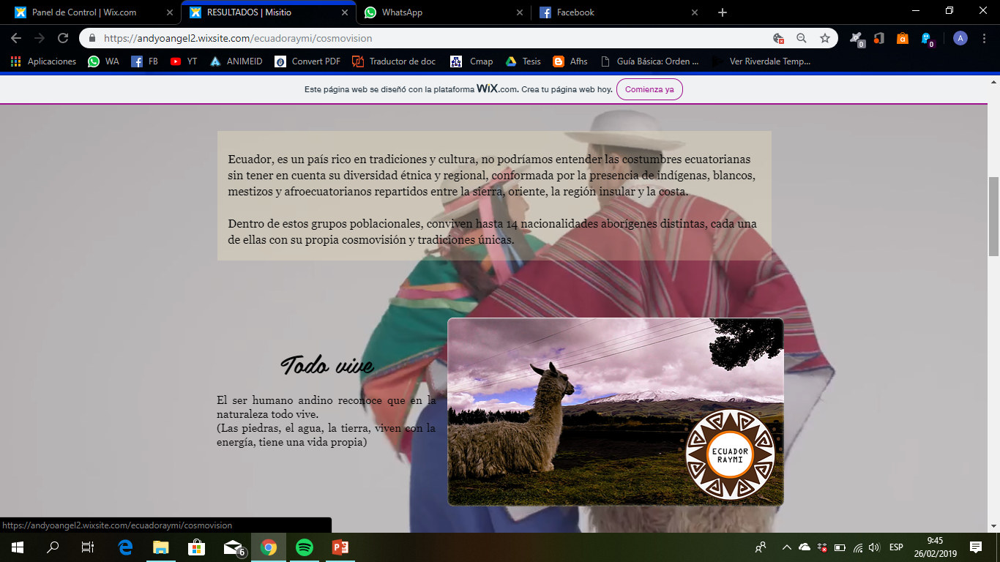 Panel de Control | Wix.com
RESULTADOS | Misitio
WhatsApp
Facebook
https://andyoangel2.wixsite.com/ecuadoraymi/cosmovision
0
0
A
Aplicaciones
WA
FB
YT
ANIMEID
Convert PDF
Traductor de doc
Cmap
Tesis
Afhs
Guía Básica: Orden ...
Ver Riverdale Temp...
Este página web se diseñó con la plataforma WiX.com. Crea tu página web hoy.
Comienza ya
Ecuador, es un país rico en tradiciones y cultura, no podríamos entender las costumbres ecuatorianas
sin tener en cuenta su diversidad étnica y regional, conformada por la presencia de indígenas, blancos,
mestizos y afroecuatorianos repartidos entre la sierra, oriente, la región insular y la costa.
Dentro de estos grupos poblacionales, conviven hasta 14 nacionalidades aborígenes distintas, cada una
de ellas con su propia cosmovisión y tradiciones únicas.
Todo vive
El ser humano andino reconoce que en la
naturaleza todo vive.
(Las piedras, el agua, la tierra, viven con la
energía, tiene una vida propia)
ECUADOR
RAYMI
https://andyoangel2.wixsite.com/ecuadoraymi/cosmovision
6
ESP
9:45
26/02/2019